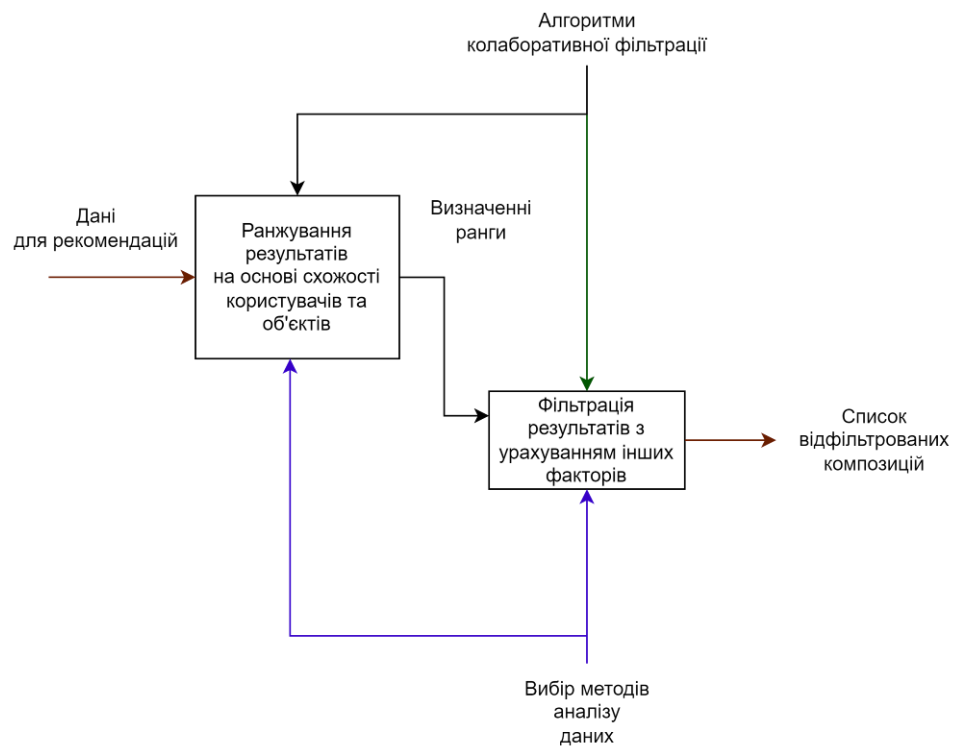 Алгоритми
колаборативної фільтрації
Дані
для рекомендацій
Ранжування
результатів
на основі схожості
користувачів та
об'єктів
Визначенні
ранги
Фільтрація
результатів з
урахуванням інших
факторів
Список
відфільтрованих
композицій
Вибір методів
аналізу
даних